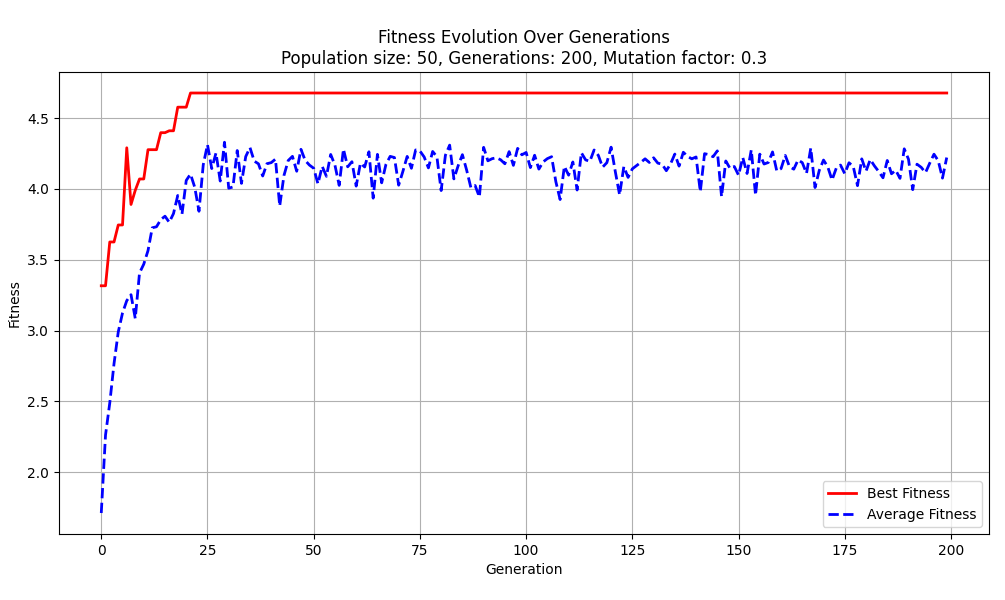 Fitness Evolution Over Generations
Population size: 50, Generations: 200, Mutation factor: 0.3
Fitness
4.5
4.0
3.5
3.0
2.5
2.0
Best Fitness
Average Fitness
0 25 50 75 100 125 150 175 200
Generation